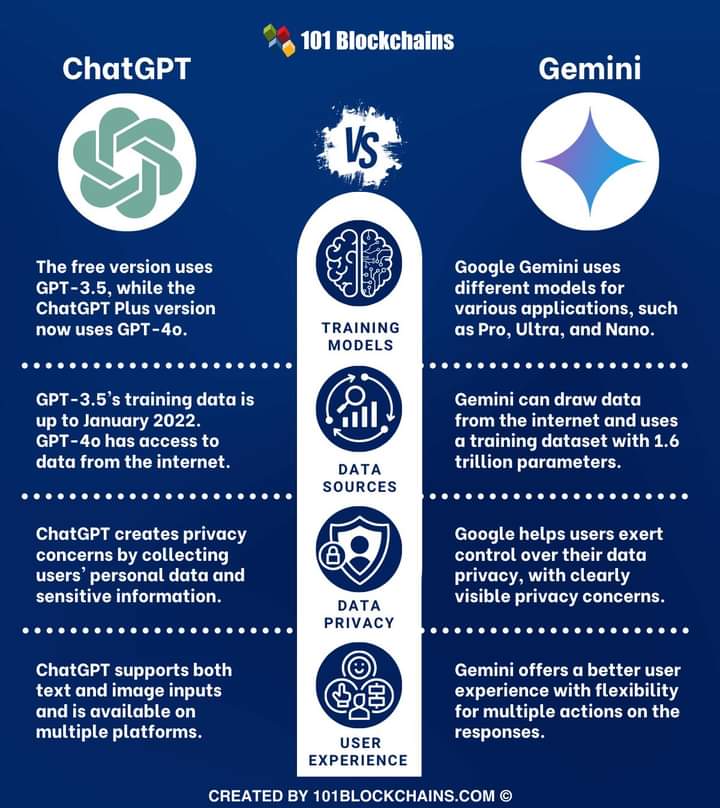 101 Blockchains
ChatGPT
Gemini
VS
The free version uses
GPT-3.5, while the
ChatGPT Plus version
now uses GPT-4o.
TRAINING
MODELS
Google Gemini uses
different models for
various applications, such
as Pro, Ultra, and Nano.
GPT-3.5's training data is
up to January 2022.
GPT-4o has access to
data from the internet.
DATA
SOURCES
Gemini can draw data
from the internet and uses
a training dataset with 1.6
trillion parameters.
ChatGPT creates privacy
concerns by collecting
users' personal data and
sensitive information.
DATA
PRIVACY
Google helps users exert
control over their data
privacy, with clearly
visible privacy concerns.
ChatGPT supports both
text and image inputs
and is available on
multiple platforms.
USER
EXPERIENCE
Gemini offers a better user
experience with flexibility
for multiple actions on the
responses.
CREATED BY 101BLOCKCHAINS.COM ©